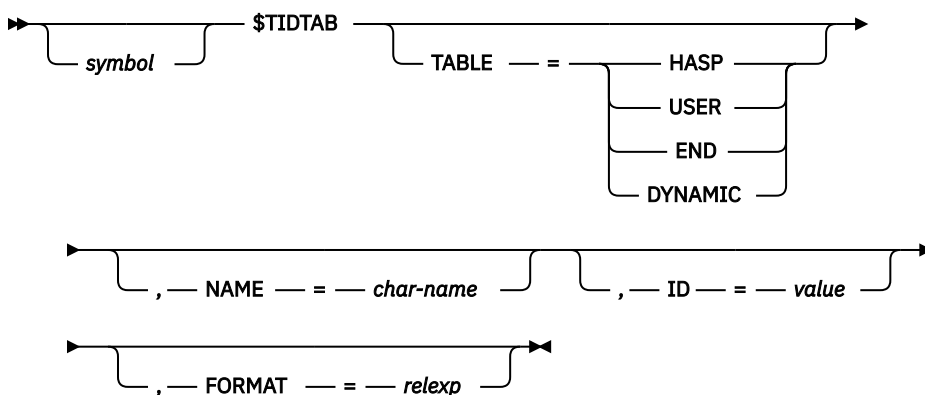 $TIDTAB
symbol
TABLE = HASP
USER
END
DYNAMIC
, NAME = char-name , ID = value
, FORMAT = relexp